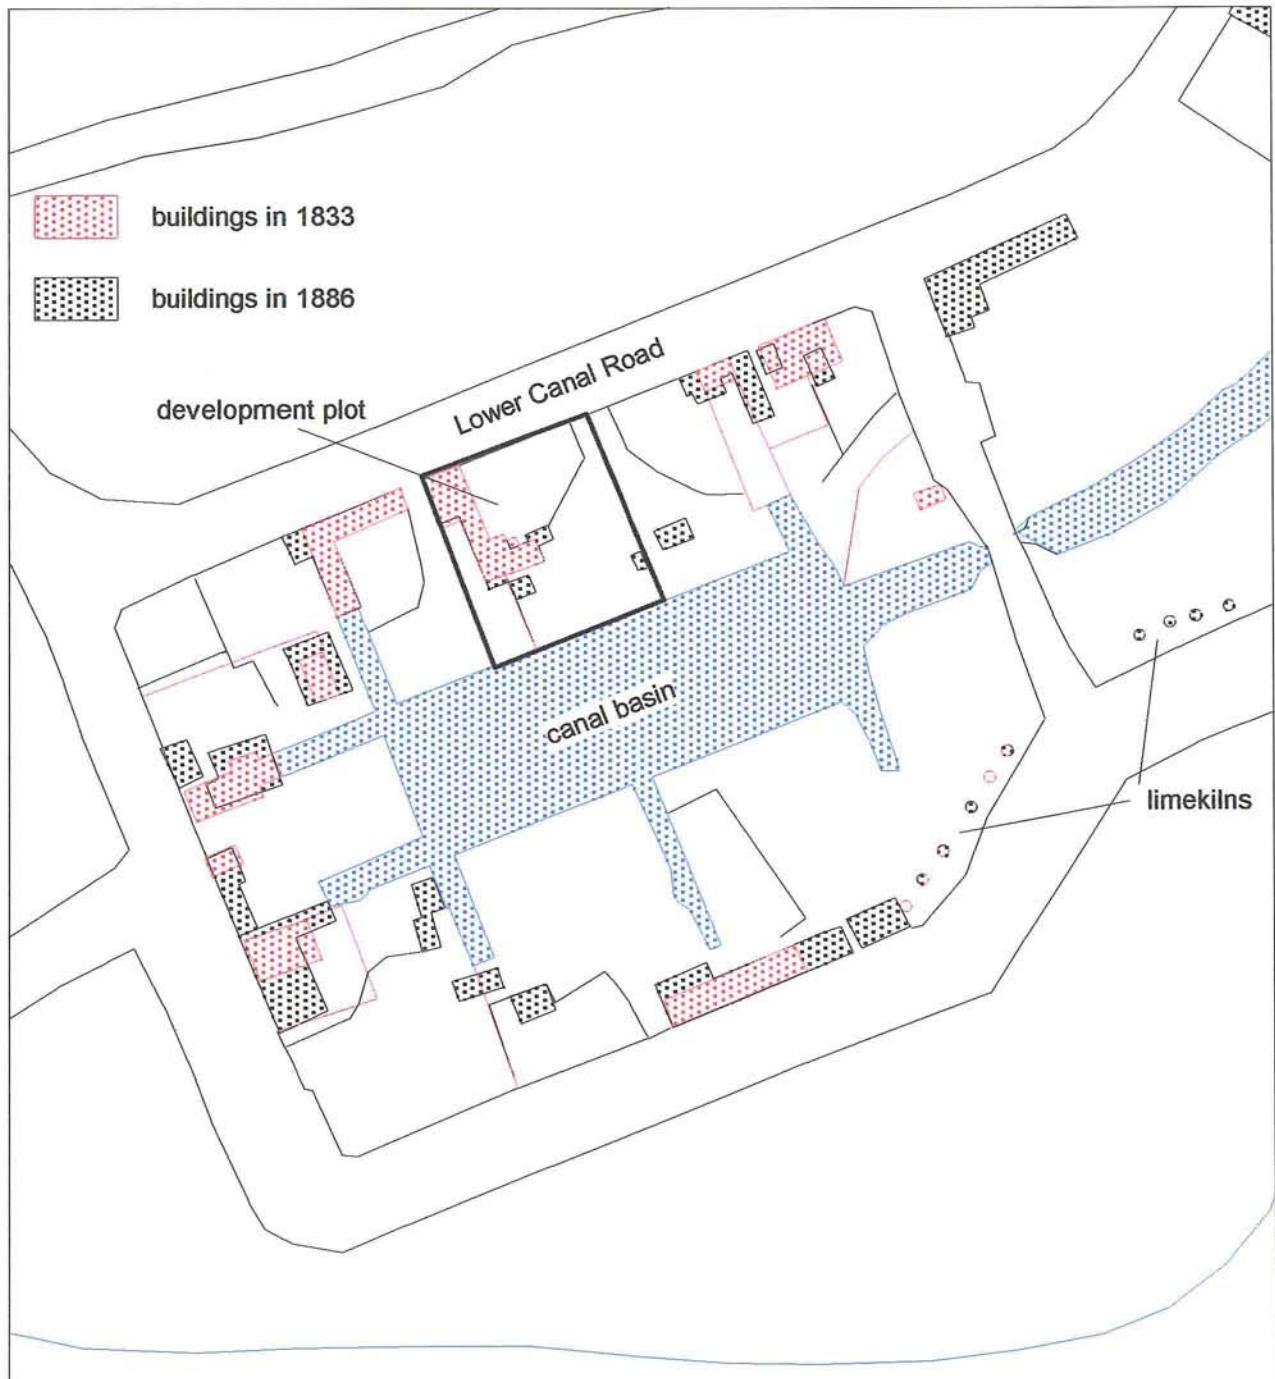 buildings in 1833
buildings in 1886
Lower Canal Road
development plot
canal basin
limekilns